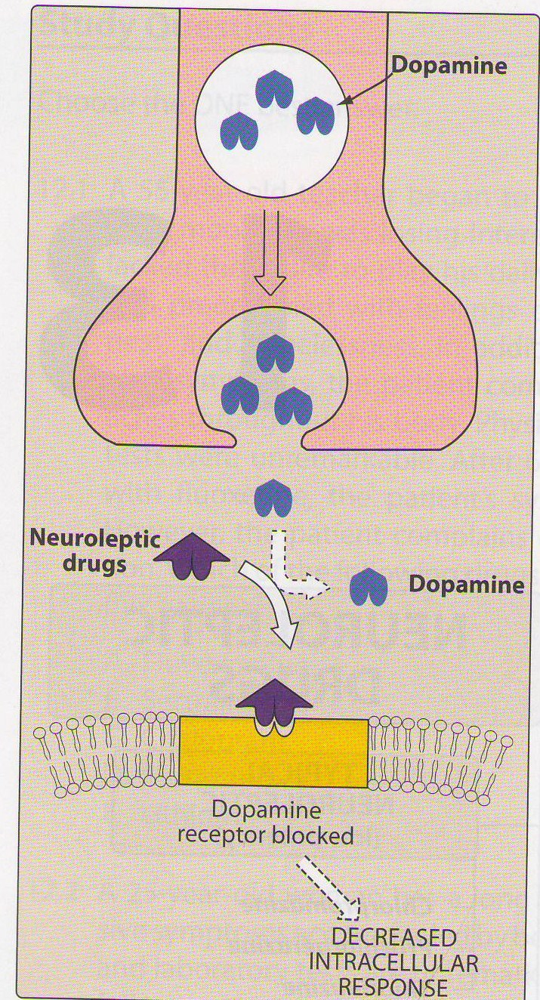 Dopamine
Neuroleptic
drugs
Dopamine
Dopamine
receptor blocked
DECREASED
INTRACELLULAR
RESPONSE